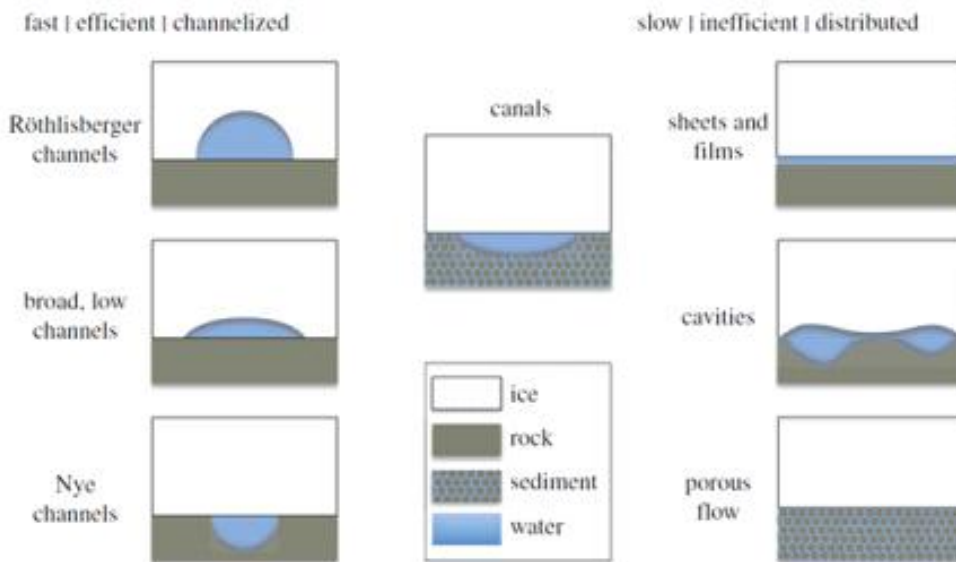 fast | efficient | channelized
slow | inefficient | distributed
Röthlisberger
channels
canals
sheets and
films
broad, low
channels
cavities
ice
rock
sediment
water
Nye
channels
porous
flow